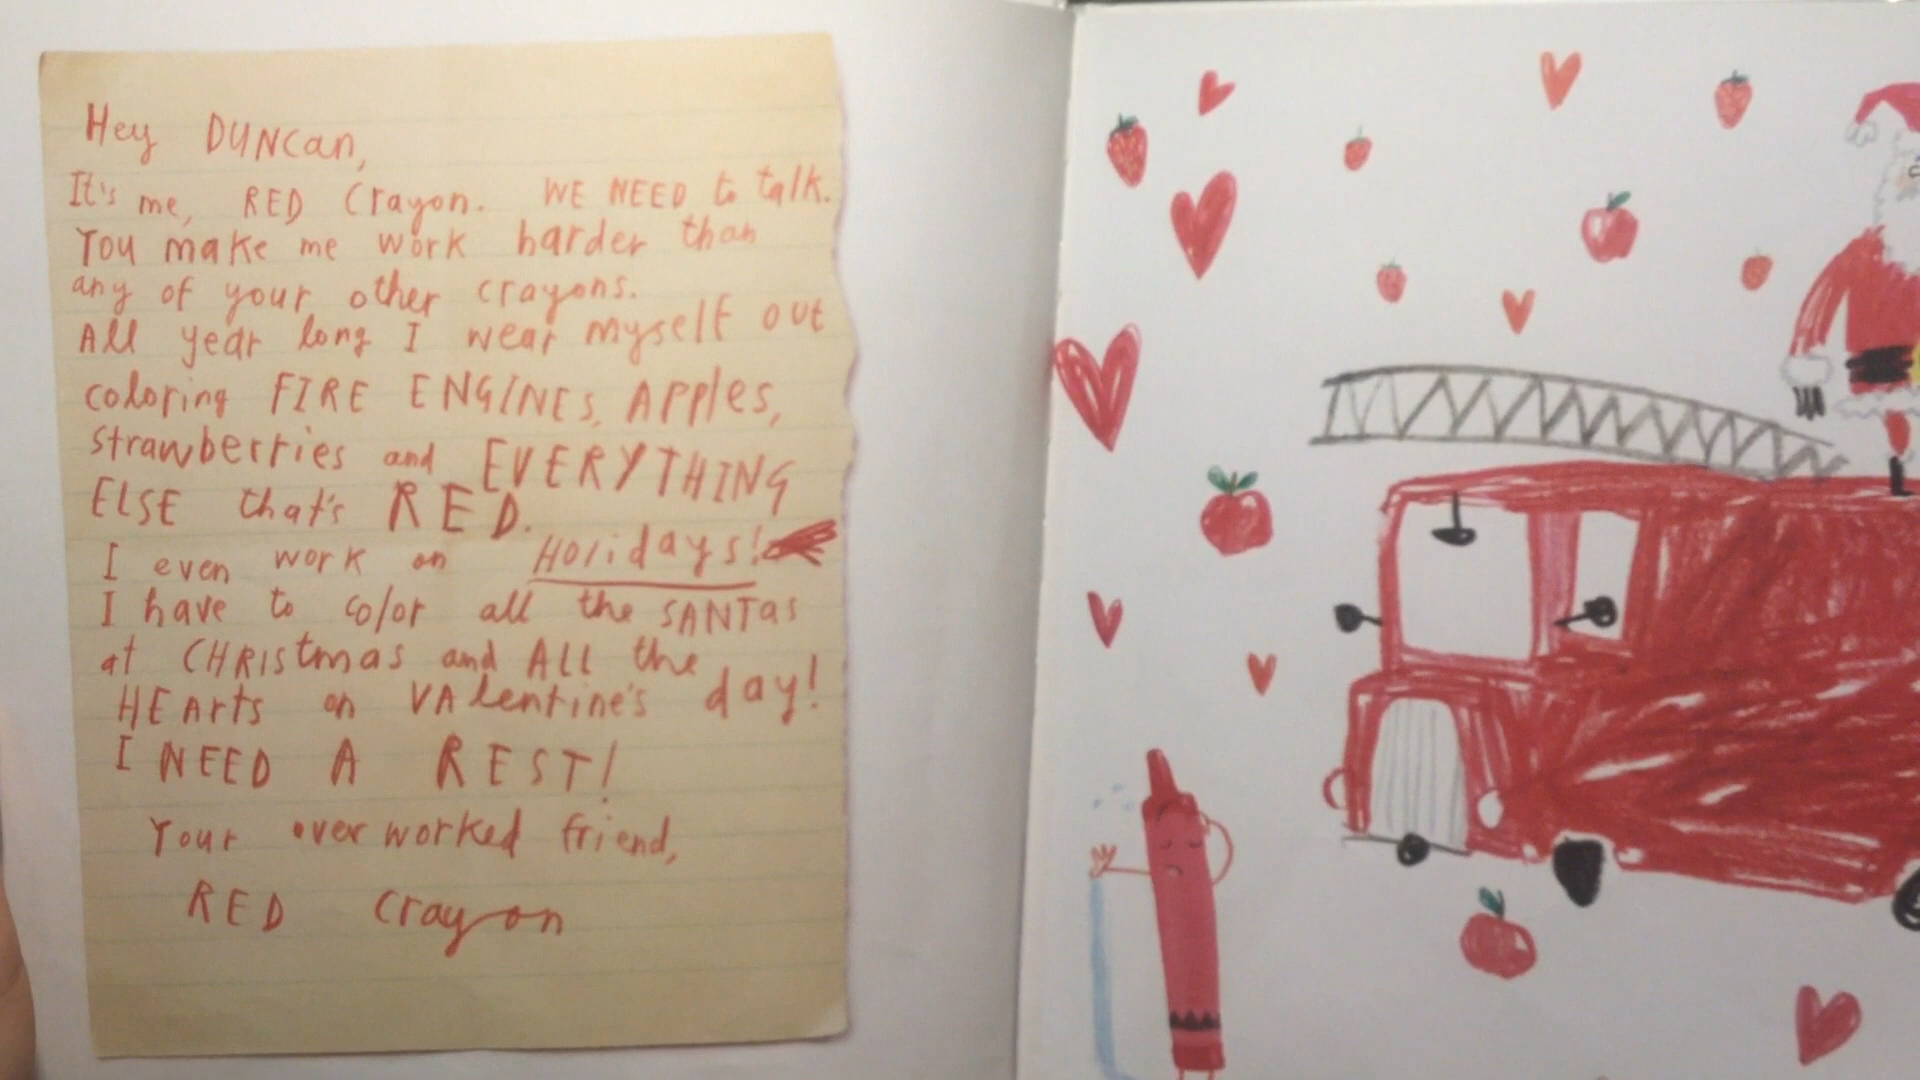 Hey DUNCan,
It's me, RED Crayon. WE NEED to talk.
You make me work harder than
any of your other crayons.
All year long I wear myself out
coloring FIRE ENGINES, APples,
strawberries and EVERYTHING
ELSE that's RED.
I even work on Holidays!
I have to color all the SANTas
at CHRIStmas and ALL the
HEArts on VAlentine's day!
I NEED A REST!
Your overworked friend,
RED Crayon